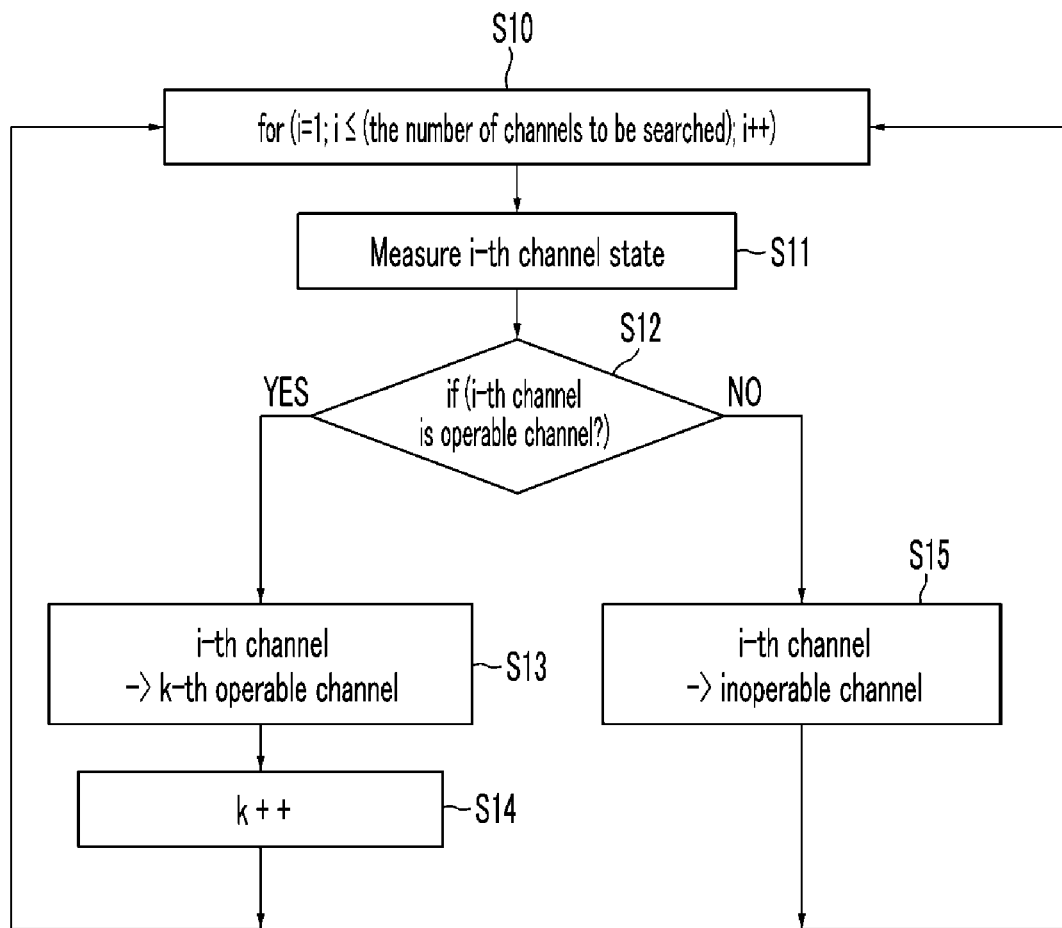 S10
for (i=1; i ≤ (the number of channels to be searched); i++)
Measure i-th channel state
S11
S12
YES
if (i-th channel
is operable channel?)
NO
i-th channel
-> k-th operable channel
S13
S15
i-th channel
-> inoperable channel
k + +
S14